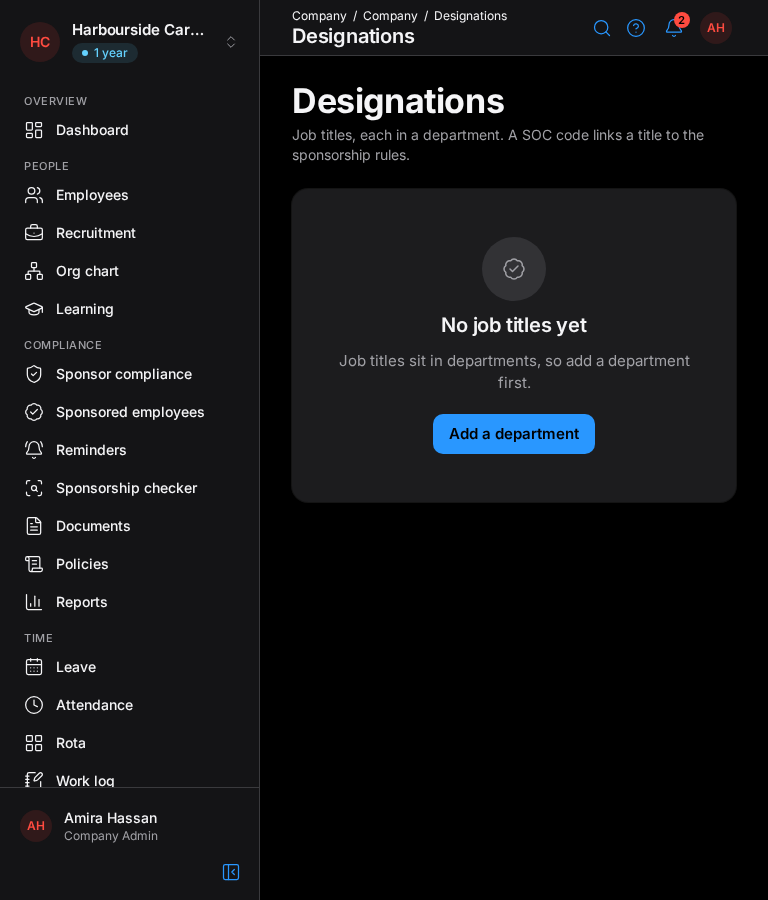 HC
Harbourside Car...
1 year
OVERVIEW
Dashboard
PEOPLE
Employees
Recruitment
Org chart
Learning
COMPLIANCE
Sponsor compliance
Sponsored employees
Reminders
Sponsorship checker
Documents
Policies
Reports
TIME
Leave
Attendance
Rota
Work log
AH
Amira Hassan
Company Admin
Company / Company / Designations
Designations
2
AH
Designations
Job titles, each in a department. A SOC code links a title to the
sponsorship rules.
No job titles yet
Job titles sit in departments, so add a department
first.
Add a department